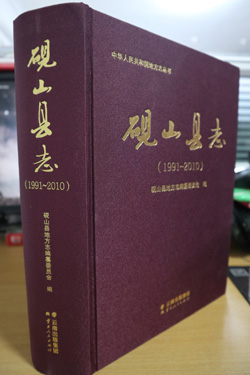 砚山县志
(1991-2010)
砚山县地方志编纂委员会 编
中华人民共和国地方志丛书
砚山县志
(1991-2010)
砚山县地方志编纂委员会 编
云南出版集团
云南人民出版社